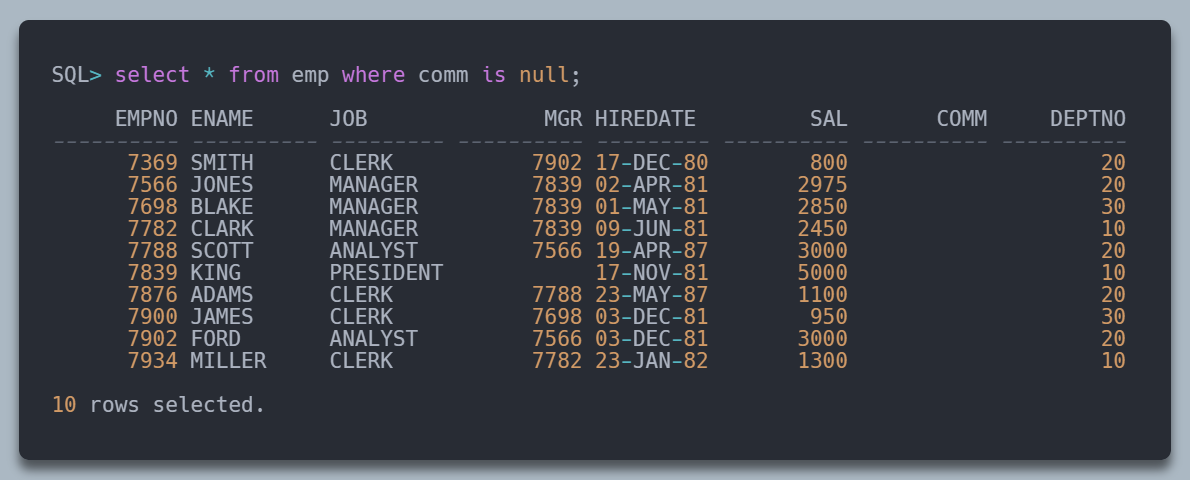 SQL> select * from emp where comm is null;
     EMPNO ENAME      JOB              MGR HIREDATE         SAL       COMM     DEPTNO
---------- ---------- --------- ---------- --------- ---------- ---------- ----------
      7369 SMITH      CLERK           7902 17-DEC-80        800                    20
      7566 JONES      MANAGER         7839 02-APR-81       2975                    20
      7698 BLAKE      MANAGER         7839 01-MAY-81       2850                    30
      7782 CLARK      MANAGER         7839 09-JUN-81       2450                    10
      7788 SCOTT      ANALYST         7566 19-APR-87       3000                    20
      7839 KING       PRESIDENT            17-NOV-81       5000                    10
      7876 ADAMS      CLERK           7788 23-MAY-87       1100                    20
      7900 JAMES      CLERK           7698 03-DEC-81        950                    30
      7902 FORD       ANALYST         7566 03-DEC-81       3000                    20
      7934 MILLER     CLERK           7782 23-JAN-82       1300                    10
10 rows selected.